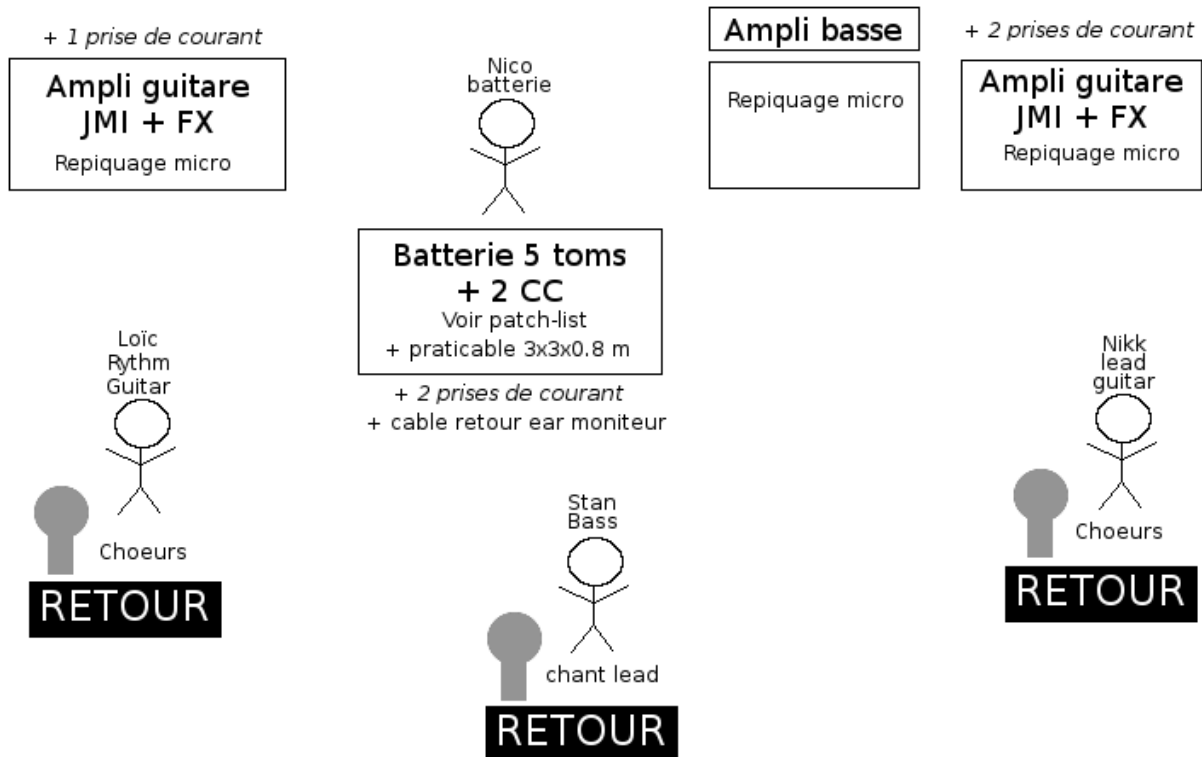 + 1 prise de courant
Ampli guitare
JMI + FX
Repiquage micro
Nico
batterie
Ampli basse
Repiquage micro
+ 2 prises de courant
Ampli guitare
JMI + FX
Repiquage micro
Batterie 5 toms
+ 2 CC
Voir patch-list
+ praticable 3x3x0.8 m
+ 2 prises de courant
+ cable retour ear moniteur
Loïc
Rythm
Guitar
Choeurs
RETOUR
Stan
Bass
chant lead
RETOUR
Nikk
lead
guitar
Choeurs
RETOUR